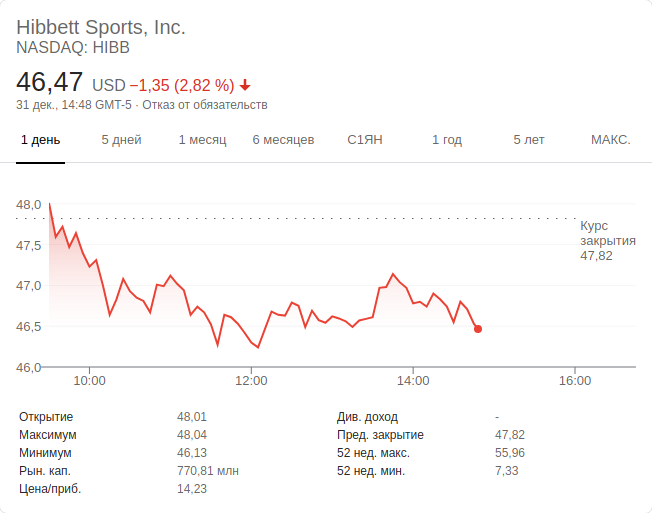 Hibbett Sports, Inc.
NASDAQ: HIBB
46,47 USD −1,35 (2,82 %)
31 дек., 14:48 GMT-5 · Отказ от обязательств
1 день 5 дней 1 месяц 6 месяцев С1ЯН 1 год 5 лет МАКС.
48,0
Курс
закрытия
47,82
47,5
47,0
46,5
46,0
10:00 12:00 14:00 16:00
Открытие 48,01 Див. доход -
Максимум 48,04 Пред. закрытие 47,82
Минимум 46,13 52 нед. макс. 55,96
Рын. кап. 770,81 млн 52 нед. мин. 7,33
Цена/приб. 14,23